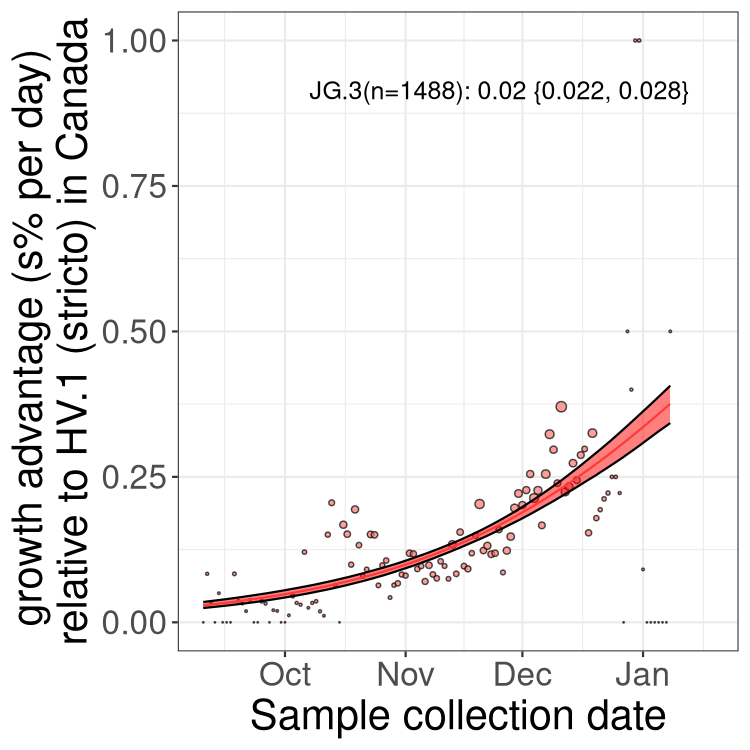 growth advantage (s% per day)
relative to HV.1 (stricto) in Canada
1.00
0.75
0.50
0.25
0.00
JG.3(n=1488): 0.02 {0.022, 0.028}
Oct Nov Dec Jan
Sample collection date